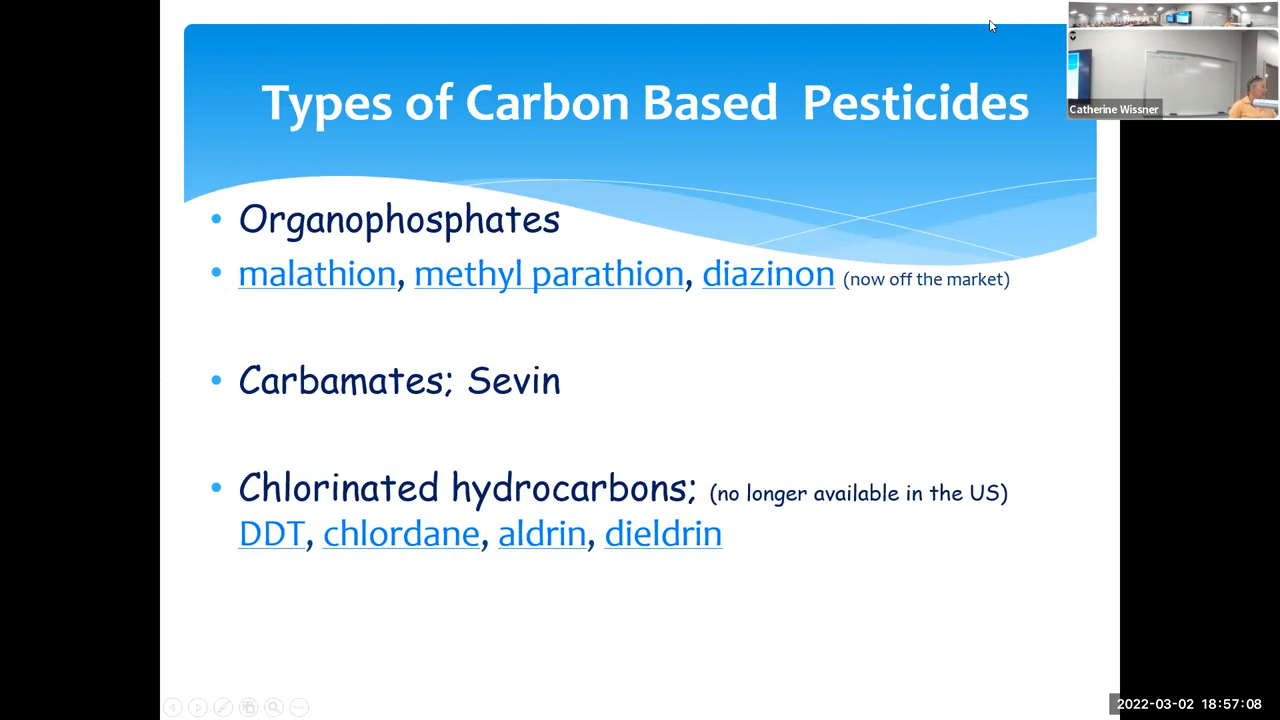 Types of Carbon Based  Pesticides
Catherine Wissner
• Organophosphates
• malathion, methyl parathion, diazinon (now off the market)
• Carbamates; Sevin
• Chlorinated hydrocarbons; (no longer available in the US)
DDT, chlordane, aldrin, dieldrin
2022-03-02 18:57:08